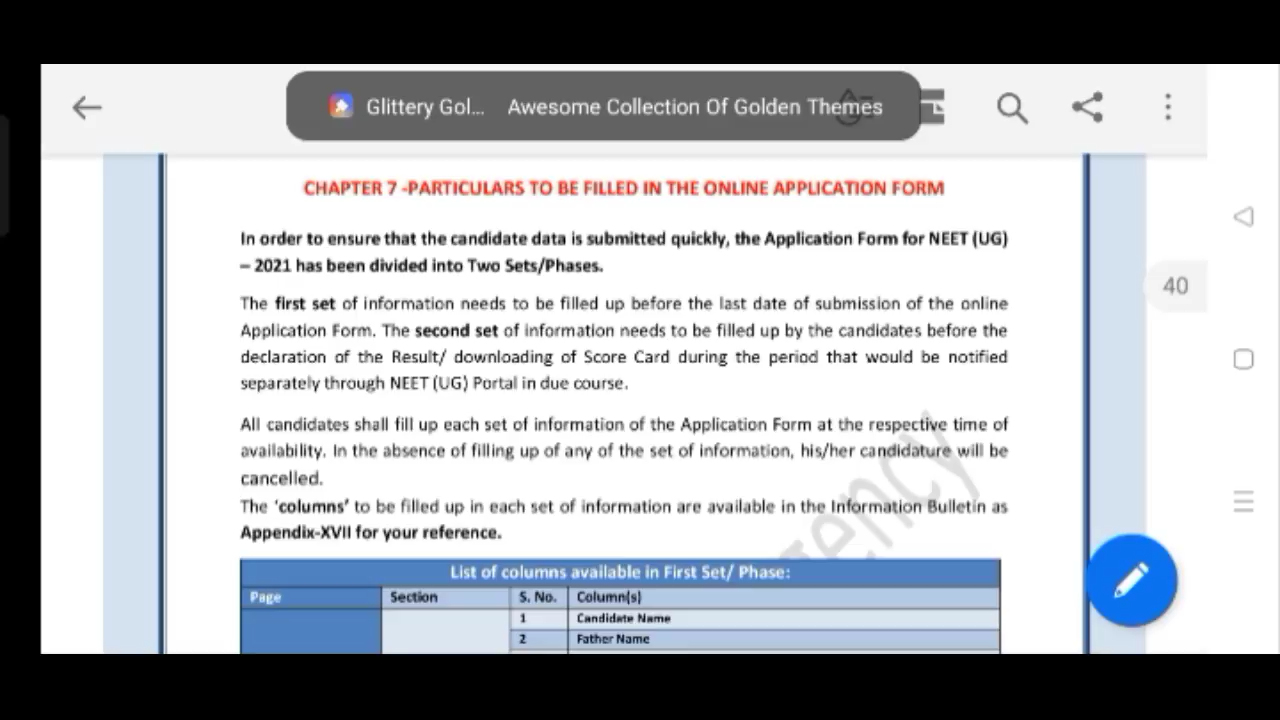 Glittery Gol... Awesome Collection Of Golden Themes
CHAPTER 7 -PARTICULARS TO BE FILLED IN THE ONLINE APPLICATION FORM
In order to ensure that the candidate data is submitted quickly, the Application Form for NEET (UG)
– 2021 has been divided into Two Sets/Phases.
40
The first set of information needs to be filled up before the last date of submission of the online
Application Form. The second set of information needs to be filled up by the candidates before the
declaration of the Result/ downloading of Score Card during the period that would be notified
separately through NEET (UG) Portal in due course.
All candidates shall fill up each set of information of the Application Form at the respective time of
availability. In the absence of filling up of any of the set of information, his/her candidature will be
cancelled.
The 'columns' to be filled up in each set of information are available in the Information Bulletin as
Appendix-XVII for your reference.
List of columns available in First Set/ Phase:
Page Section S. No. Column(s)
1 Candidate Name
2 Father Name